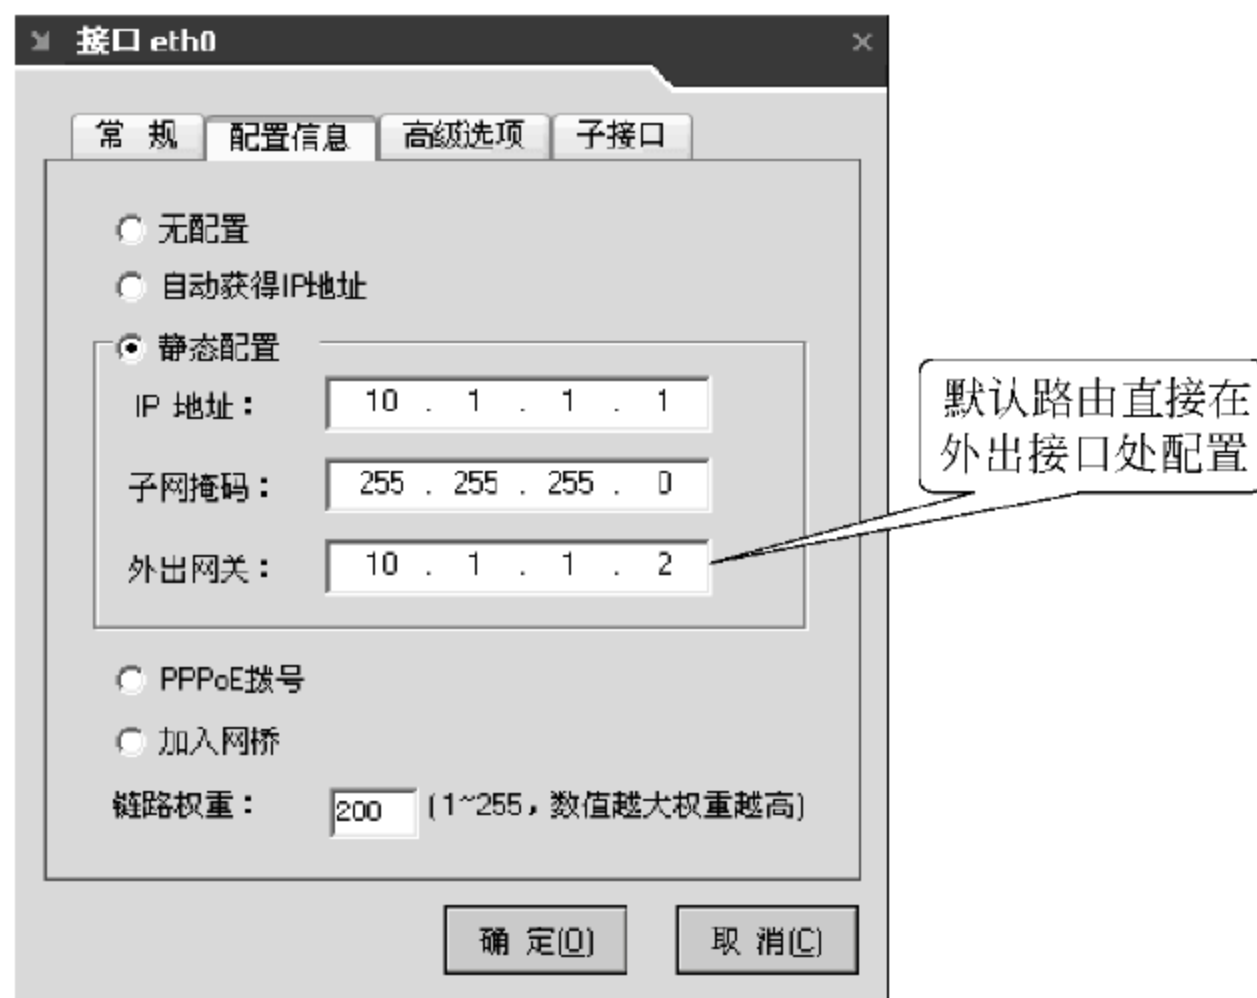 接口 eth0
常 规 配置信息 高级选项 子接口
无配置
自动获得IP地址
静态配置
IP 地址： 10 . 1 . 1 . 1
子网掩码： 255 . 255 . 255 . 0
外出网关： 10 . 1 . 1 . 2
默认路由直接在
外出接口处配置
PPPoE拨号
加入网桥
链路权重： 200 (1~255，数值越大权重越高)
确 定(O) 取 消(C)